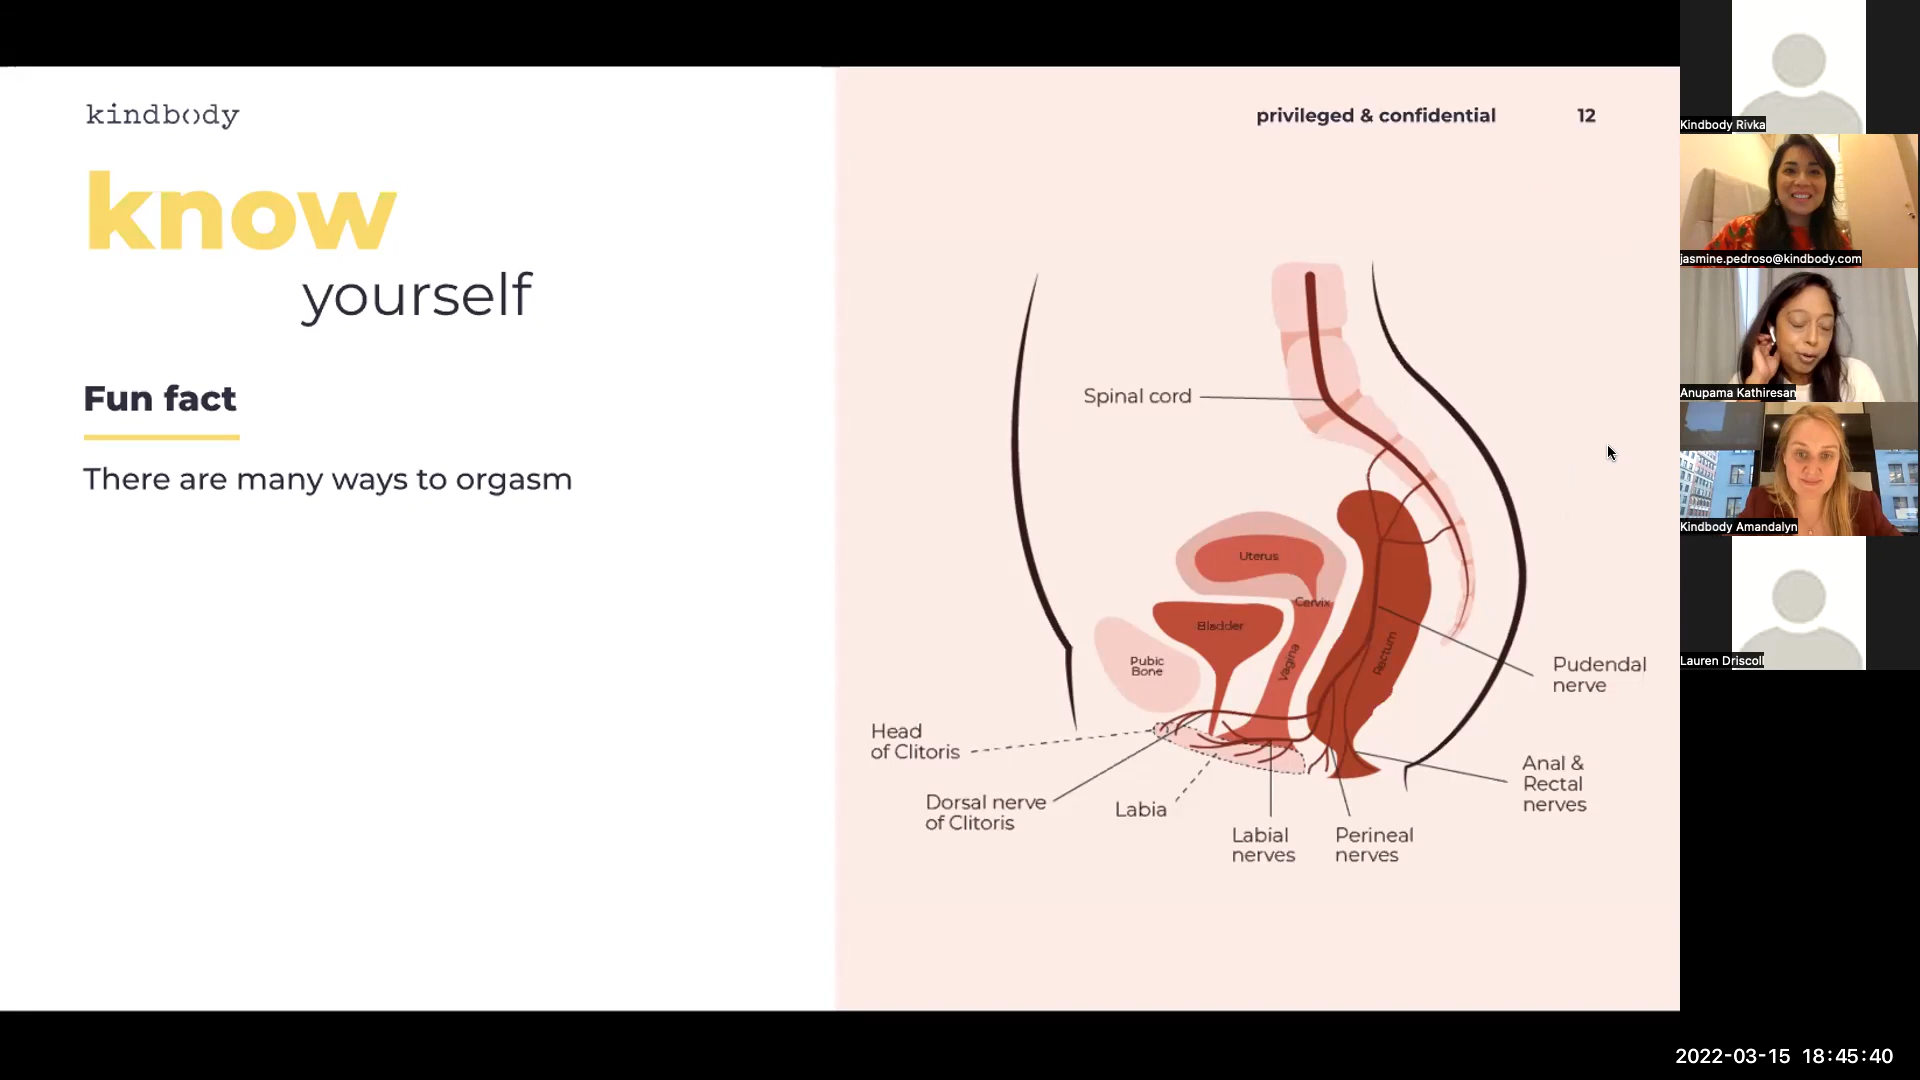 kindbody
privileged & confidential
12
know
yourself
Fun fact
There are many ways to orgasm
Spinal cord
Uterus
Cervix
Bladder
Vagina
Rectum
Pubic
Bone
Pudendal
nerve
Head
of Clitoris
Anal &
Rectal
nerves
Dorsal nerve
of Clitoris
Labia
Labial
nerves
Perineal
nerves
Kindbody Rivka
jasmine.pedroso@kindbody.com
Anupama Kathiresan
Kindbody Amandalyn
Lauren Driscoll
2022-03-15 18:45:40